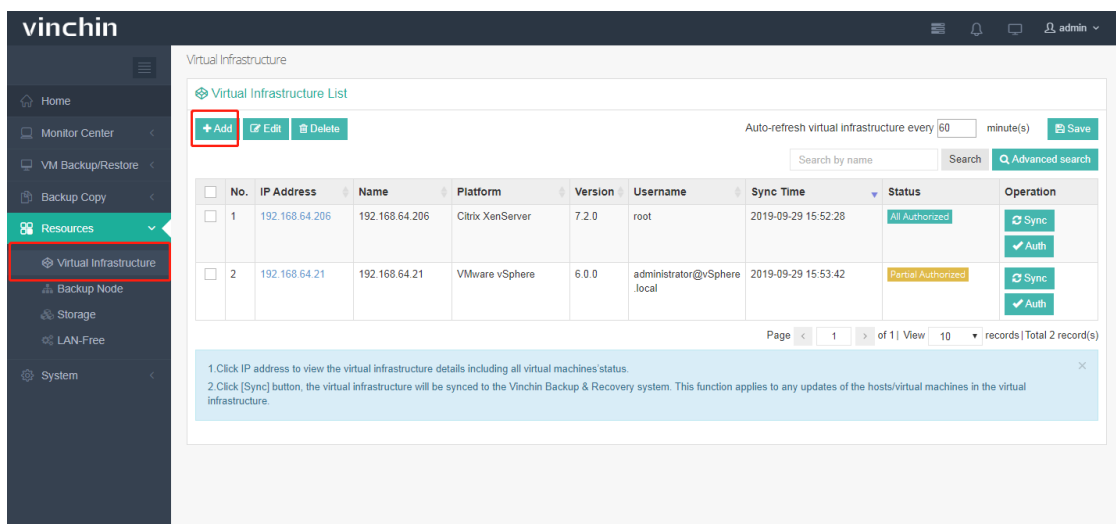 vinchin
admin
Virtual Infrastructure
Home
Monitor Center
VM Backup/Restore
Backup Copy
Resources
Virtual Infrastructure
Backup Node
Storage
LAN-Free
System
Virtual Infrastructure List
Add Edit Delete
Auto-refresh virtual infrastructure every 60 minute(s) Save
Search by name Search Advanced search
No. IP Address Name Platform Version Username Sync Time Status Operation
1 192.168.64.206 192.168.64.206 Citrix XenServer 7.2.0 root 2019-09-29 15:52:28 All Authorized Sync
Auth
2 192.168.64.21 192.168.64.21 VMware vSphere 6.0.0 administrator@vSphere 2019-09-29 15:53:42 Partial Authorized Sync
.local
Auth
Page < 1 > of 1 | View 10 records | Total 2 record(s)
1.Click IP address to view the virtual infrastructure details including all virtual machines'status.
2.Click [Sync] button, the virtual infrastructure will be synced to the Vinchin Backup & Recovery system. This function applies to any updates of the hosts/virtual machines in the virtual
infrastructure.